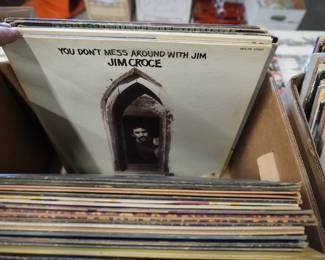 YOU DON'T MESS AROUND WITH JIM
JIM CROCE